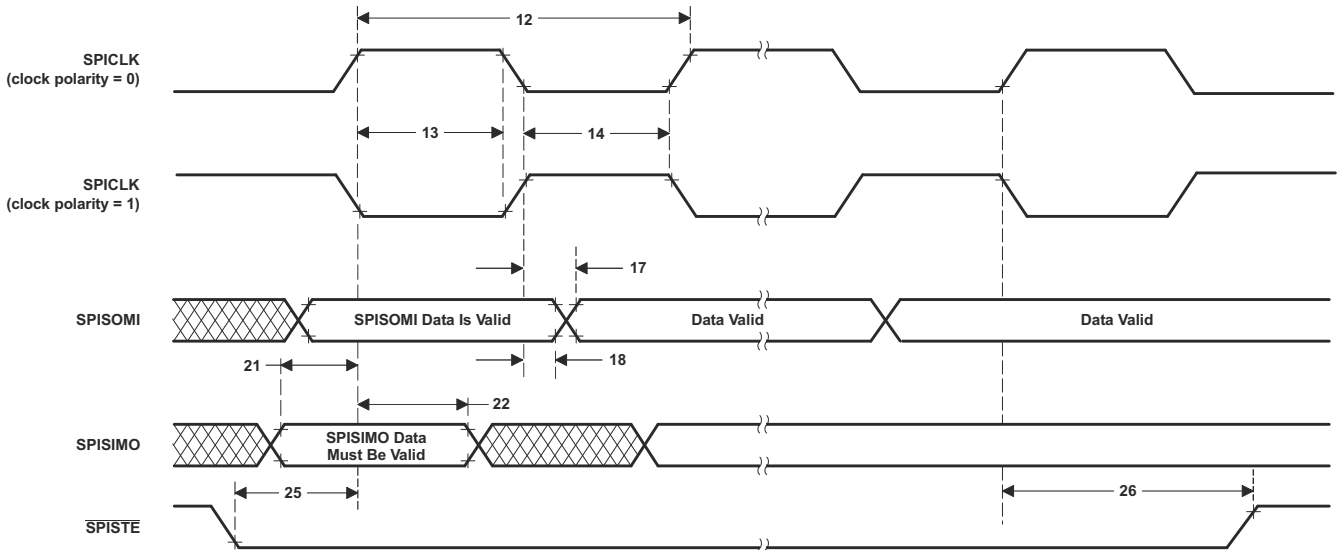 12
SPICLK
(clock polarity = 0)
13
14
SPICLK
(clock polarity = 1)
17
SPISOMI
SPISOMI Data Is Valid
Data Valid
Data Valid
21
18
22
SPISIMO
SPISIMO Data
Must Be Valid
25
26
SPISTE